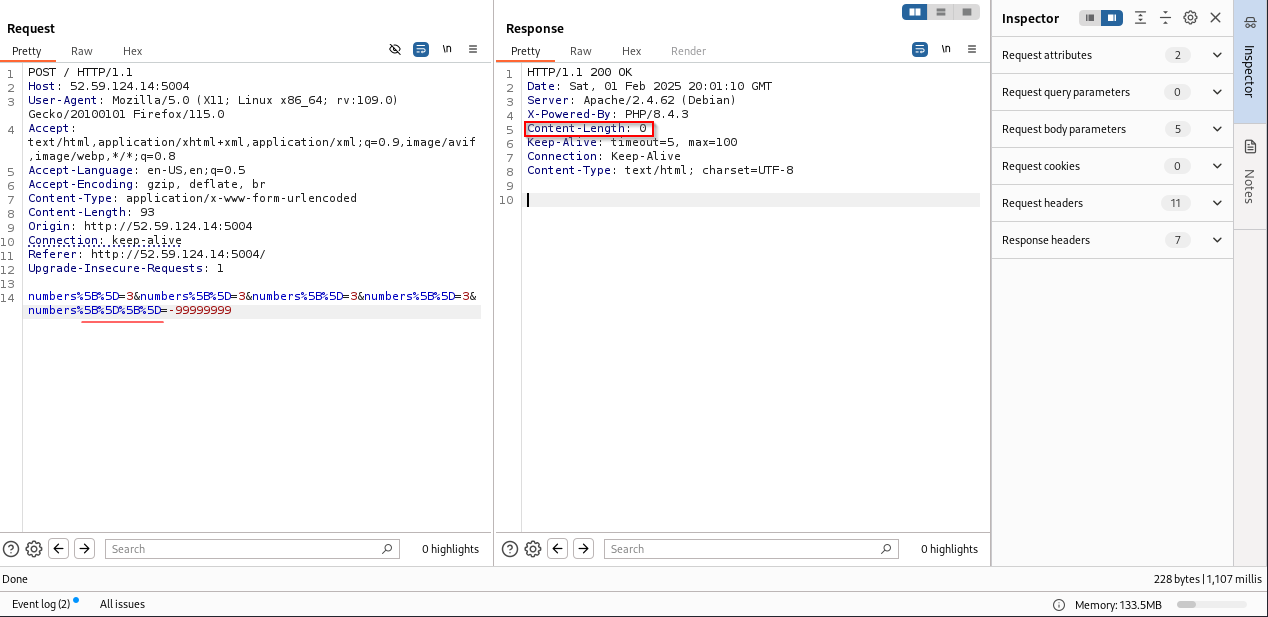 Request
Pretty Raw Hex \n
1 POST / HTTP/1.1
2 Host: 52.59.124.14:5004
3 User-Agent: Mozilla/5.0 (X11; Linux x86_64; rv:109.0)
Gecko/20100101 Firefox/115.0
4 Accept:
text/html,application/xhtml+xml,application/xml;q=0.9,image/avif
,image/webp,*/*;q=0.8
5 Accept-Language: en-US,en;q=0.5
6 Accept-Encoding: gzip, deflate, br
7 Content-Type: application/x-www-form-urlencoded
8 Content-Length: 93
9 Origin: http://52.59.124.14:5004
10 Connection: keep-alive
11 Referer: http://52.59.124.14:5004/
12 Upgrade-Insecure-Requests: 1
13
14 numbers%5B%5D=3&numbers%5B%5D=3&numbers%5B%5D=3&numbers%5B%5D=3&
numbers%5B%5D%5B%5D=-99999999
Search 0 highlights
Response
Pretty Raw Hex Render \n
1 HTTP/1.1 200 OK
2 Date: Sat, 01 Feb 2025 20:01:10 GMT
3 Server: Apache/2.4.62 (Debian)
4 X-Powered-By: PHP/8.4.3
5 Content-Length: 0
6 Keep-Alive: timeout=5, max=100
7 Connection: Keep-Alive
8 Content-Type: text/html; charset=UTF-8
9
10
Search 0 highlights
Inspector
Request attributes 2
Request query parameters 0
Request body parameters 5
Request cookies 0
Request headers 11
Response headers 7
Inspector
Notes
Done 228 bytes | 1,107 millis
Event log (2) All issues Memory: 133.5MB